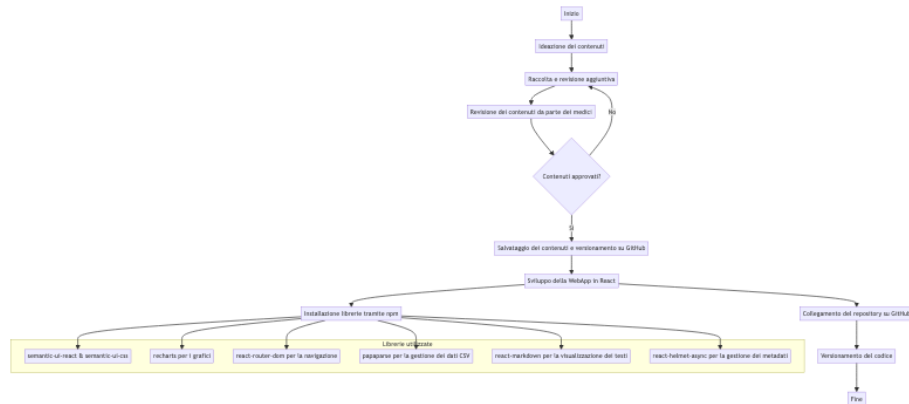 Inizio
Ideazione dei contenuti
Raccolta e revisione aggiuntiva
Revisione dei contenuti da parte dei medici
No
Contenuti approvati?
Sì
Salvataggio dei contenuti e versionamento su GitHub
Sviluppo della WebApp in React
Installazione librerie tramite npm
Collegamento del repository su GitHub
Librerie utilizzate
semantic-ui-react & semantic-ui-css
recharts per i grafici
react-router-dom per la navigazione
papaparse per la gestione dei dati CSV
react-markdown per la visualizzazione dei testi
react-helmet-async per la gestione dei metadati
Versionamento del codice
Fine